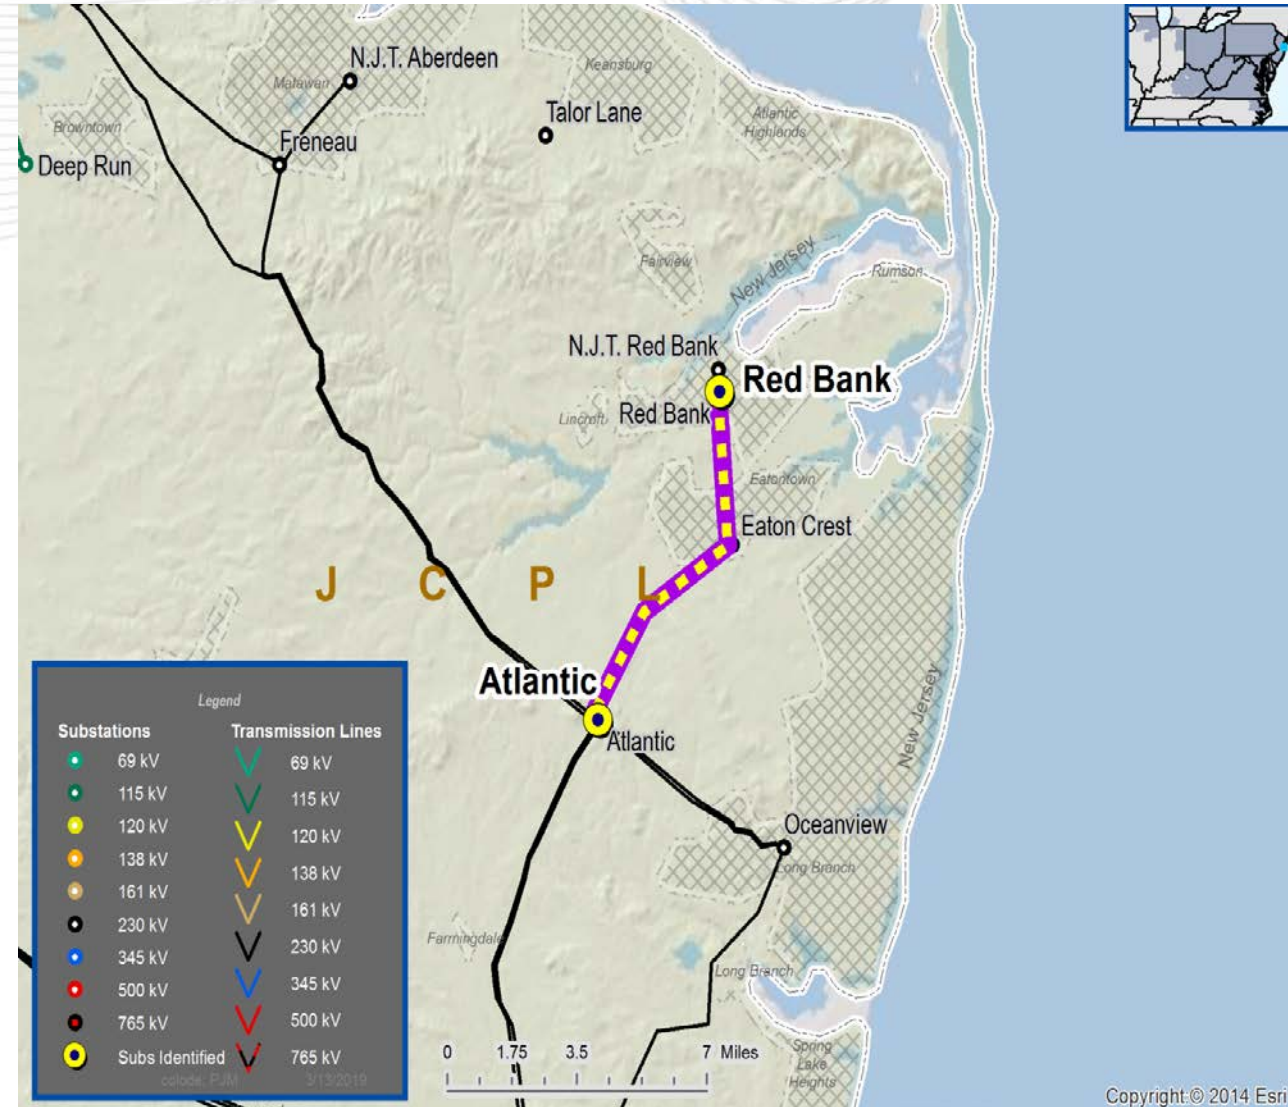 N.J.T. Aberdeen
Keansburg
Matawan
Talor Lane
Atlantic
Highlands
Browntown
Freneau
Deep Run
New Jersey
Fairview
Rumson
N.J.T. Red Bank
Red Bank
Red Bank
Lincroft
Eatontown
Eaton Crest
J C P L
Atlantic
Atlantic
New Jersey
Oceanview
Long Branch
Farmingdale
Long Branch
Spring
Lake
Heights
Legend
Substations
69 kV
115 kV
120 kV
138 kV
161 kV
230 kV
345 kV
500 kV
765 kV
Subs Identified
Transmission Lines
69 kV
115 kV
120 kV
138 kV
161 kV
230 kV
345 kV
500 kV
765 kV
PJM 3/13/2019
0 1.75 3.5 7 Miles
Copyright:© 2014 Esri